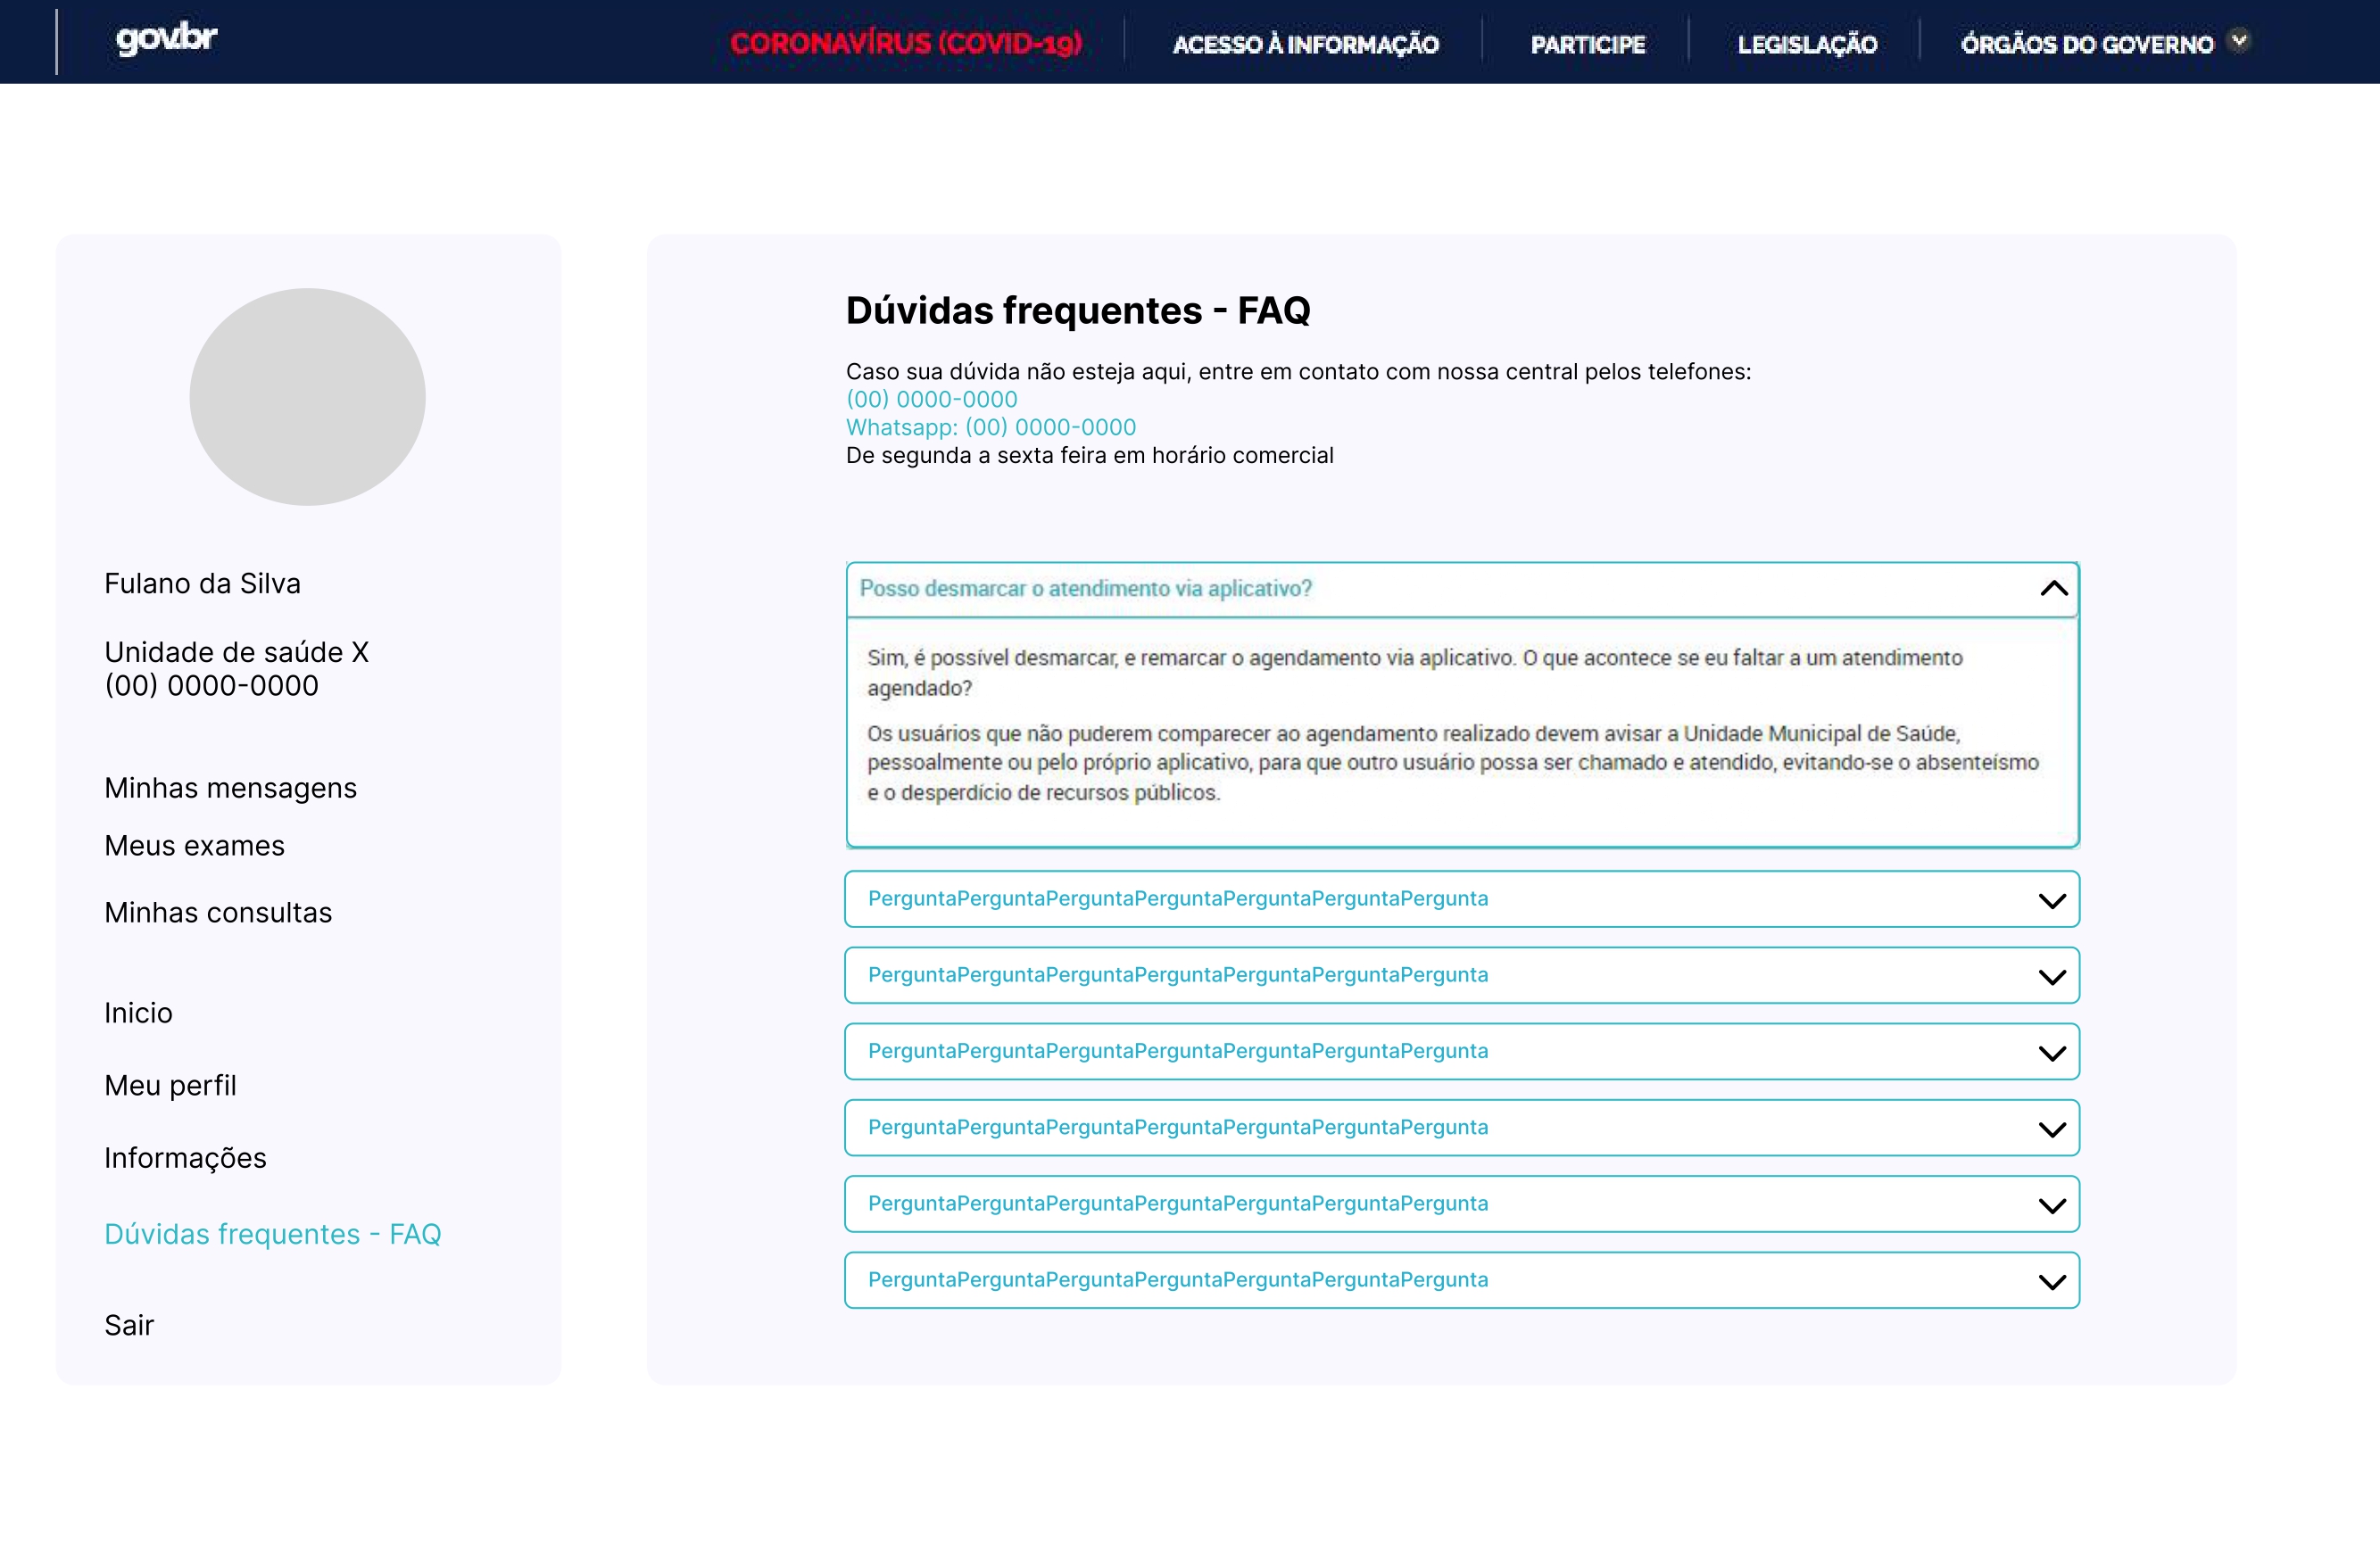 gov.br
CORONAVÍRUS (COVID-19)
ACESSO À INFORMAÇÃO
PARTICIPE
LEGISLAÇÃO
ÓRGÃOS DO GOVERNO
Fulano da Silva
Unidade de saúde X
(00) 0000-0000
Minhas mensagens
Meus exames
Minhas consultas
Inicio
Meu perfil
Informações
Dúvidas frequentes - FAQ
Sair
Dúvidas frequentes - FAQ
Caso sua dúvida não esteja aqui, entre em contato com nossa central pelos telefones:
(00) 0000-0000
Whatsapp: (00) 0000-0000
De segunda a sexta feira em horário comercial
Posso desmarcar o atendimento via aplicativo?
Sim, é possível desmarcar, e remarcar o agendamento via aplicativo. O que acontece se eu faltar a um atendimento
agendado?
Os usuários que não puderem comparecer ao agendamento realizado devem avisar a Unidade Municipal de Saúde,
pessoalmente ou pelo próprio aplicativo, para que outro usuário possa ser chamado e atendido, evitando-se o absenteísmo
e o desperdício de recursos públicos.
PerguntaPerguntaPerguntaPerguntaPerguntaPerguntaPergunta
PerguntaPerguntaPerguntaPerguntaPerguntaPerguntaPergunta
PerguntaPerguntaPerguntaPerguntaPerguntaPerguntaPergunta
PerguntaPerguntaPerguntaPerguntaPerguntaPerguntaPergunta
PerguntaPerguntaPerguntaPerguntaPerguntaPerguntaPergunta
PerguntaPerguntaPerguntaPerguntaPerguntaPerguntaPergunta